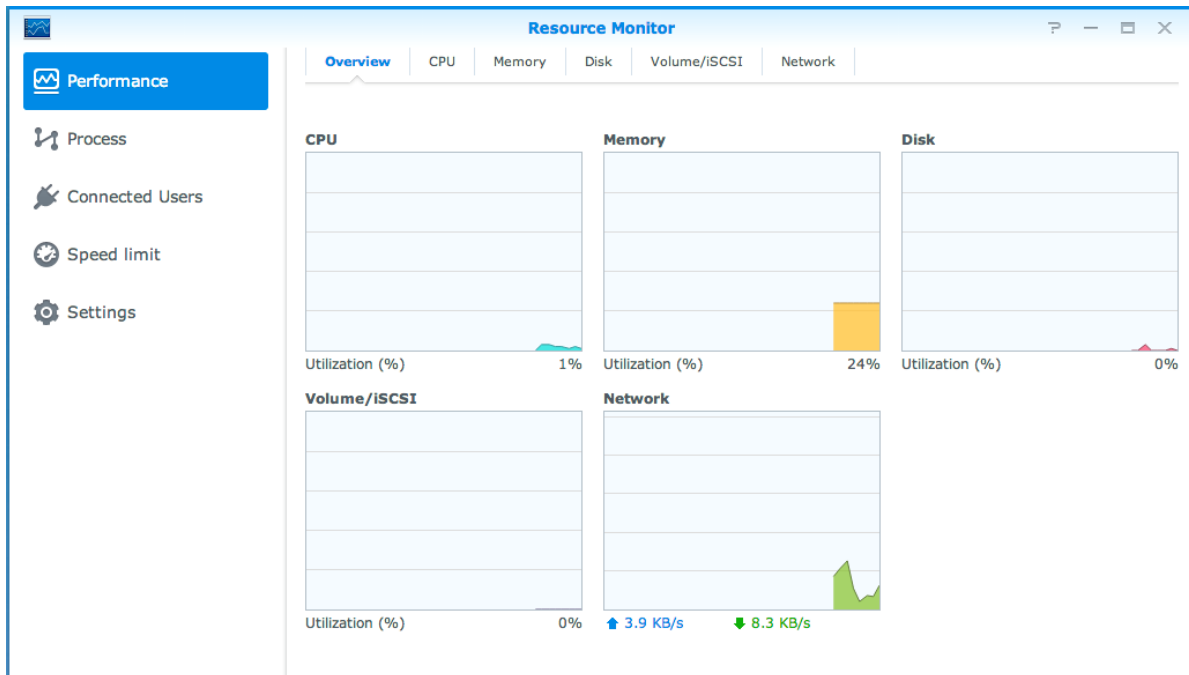 Resource Monitor
Performance
Process
Connected Users
Speed limit
Settings
Overview CPU Memory Disk Volume/iSCSI Network
CPU
Utilization (%) 1%
Memory
Utilization (%) 24%
Disk
Utilization (%) 0%
Volume/iSCSI
Utilization (%) 0%
Network
3.9 KB/s 8.3 KB/s